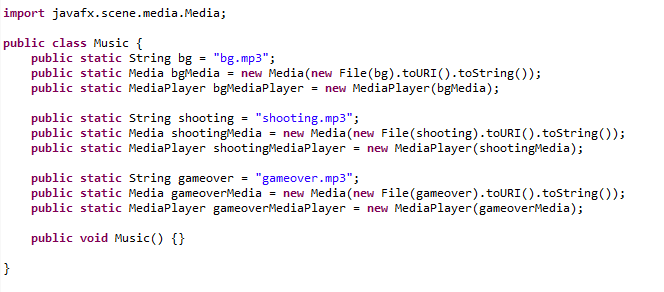 import javafx.scene.media.Media;
public class Music {
public static String bg = "bg.mp3";
public static Media bgMedia = new Media(new File(bg).toURI().toString());
public static MediaPlayer bgMediaPlayer = new MediaPlayer(bgMedia);
public static String shooting = "shooting.mp3";
public static Media shootingMedia = new Media(new File(shooting).toURI().toString());
public static MediaPlayer shootingMediaPlayer = new MediaPlayer(shootingMedia);
public static String gameover = "gameover.mp3";
public static Media gameoverMedia = new Media(new File(gameover).toURI().toString());
public static MediaPlayer gameoverMediaPlayer = new MediaPlayer(gameoverMedia);
public void Music() {}
}